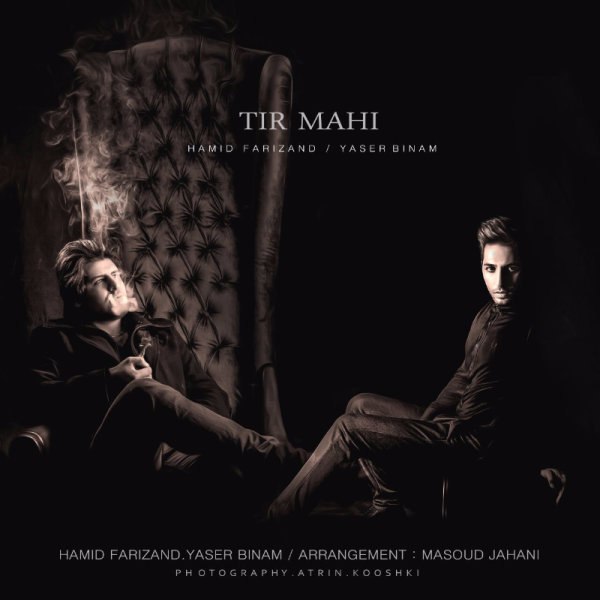 TIR MAHI
HAMID FARIZAND / YASER BINAM
HAMID FARIZAND.YASER BINAM / ARRANGEMENT : MASOUD JAHANI
PHOTOGRAPHY.ATRIN.KOOSHKI